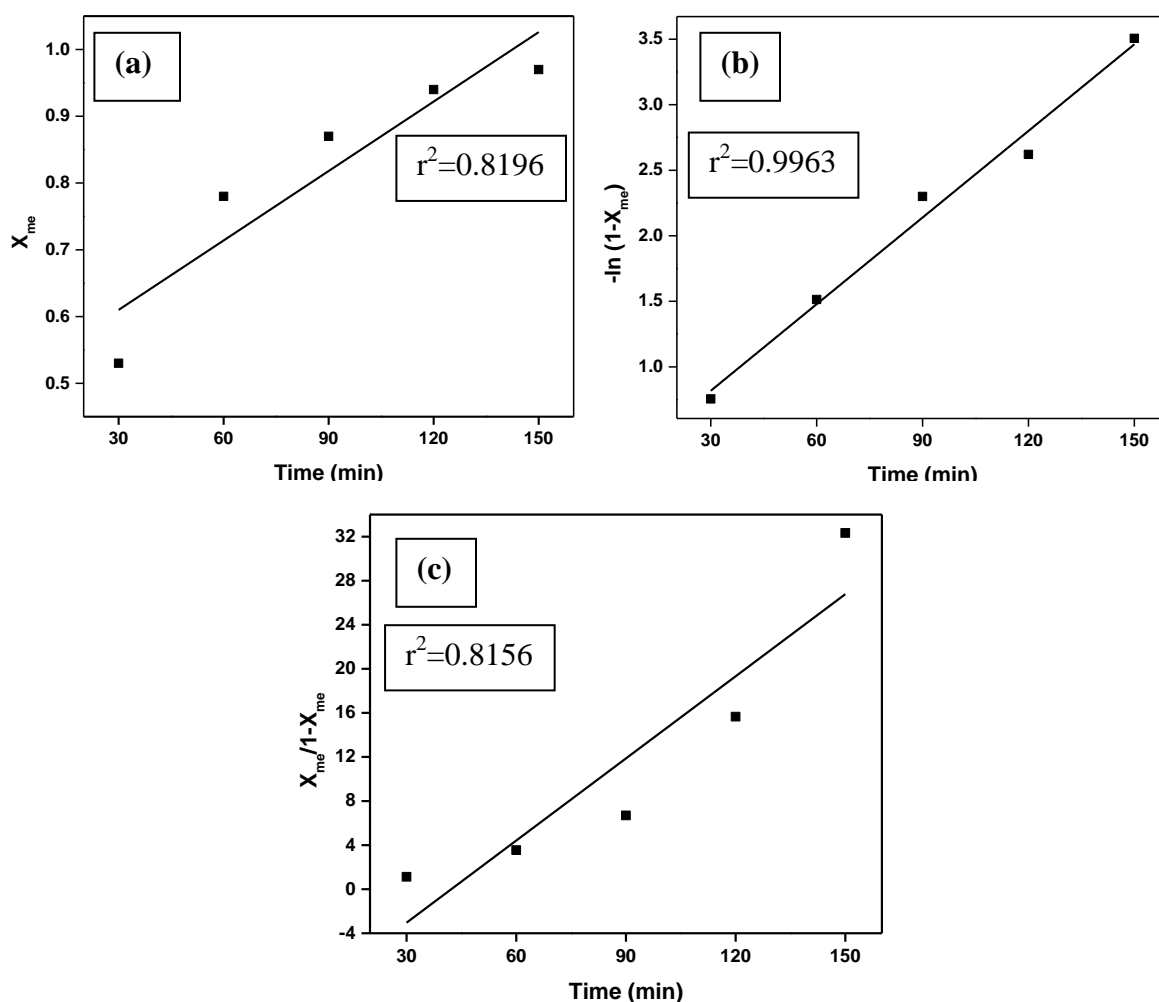 (a)
r²=0.8196
1.0
0.9
0.8
0.7
0.6
0.5
X_me
30 60 90 120 150
Time (min)
(b)
r²=0.9963
3.5
3.0
2.5
2.0
1.5
1.0
-ln (1-X_me)
30 60 90 120 150
Time (min)
(c)
r²=0.8156
32
28
24
20
16
12
8
4
0
-4
X_me/1-X_me
30 60 90 120 150
Time (min)